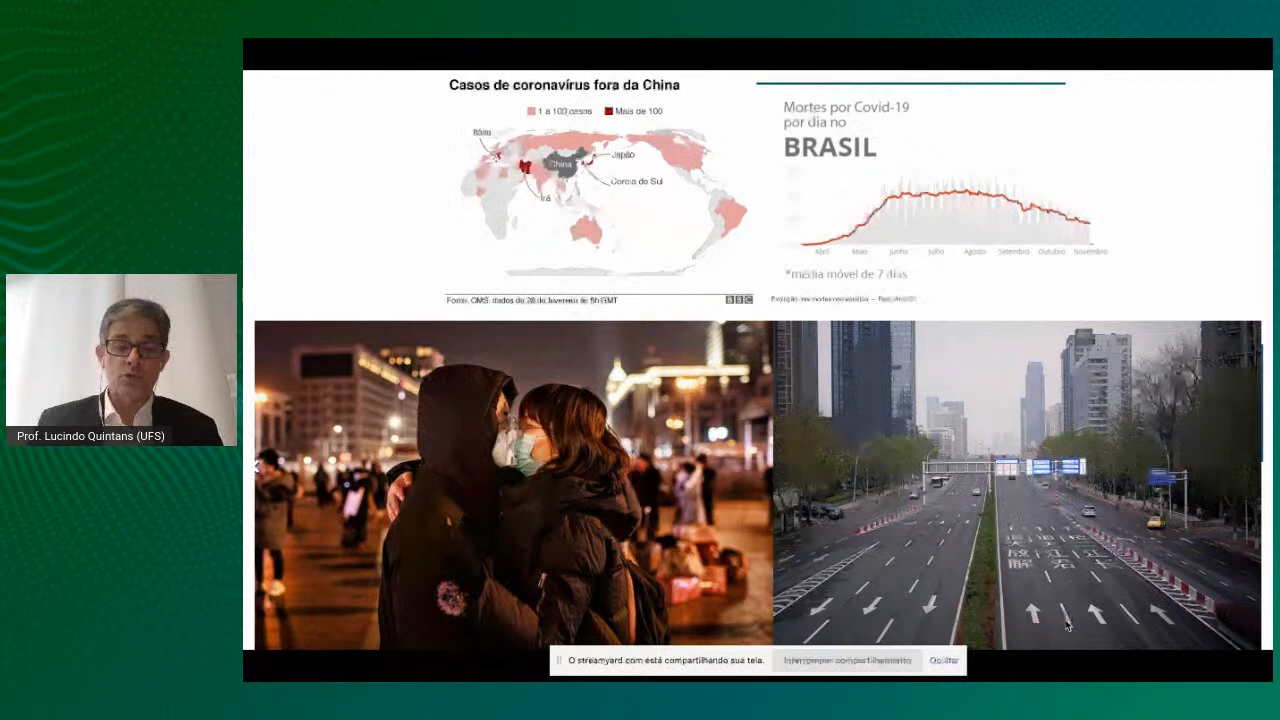 Casos de coronavírus fora da China
1 a 100 casos
Mais de 100
Itália
Japão
China
Coreia do Sul
Irã
Fonte: OMS, dados de 28 de fevereiro às 5h GMT
BBC
Mortes por Covid-19
por dia no
BRASIL
Abril Maio Junho Julho Agosto Setembro Outubro Novembro
*média móvel de 7 dias
Evolução das mortes
Prof. Lucindo Quintans (UFS)
O streamyard.com está compartilhando sua tela.
Interromper compartilhamento
Ocultar